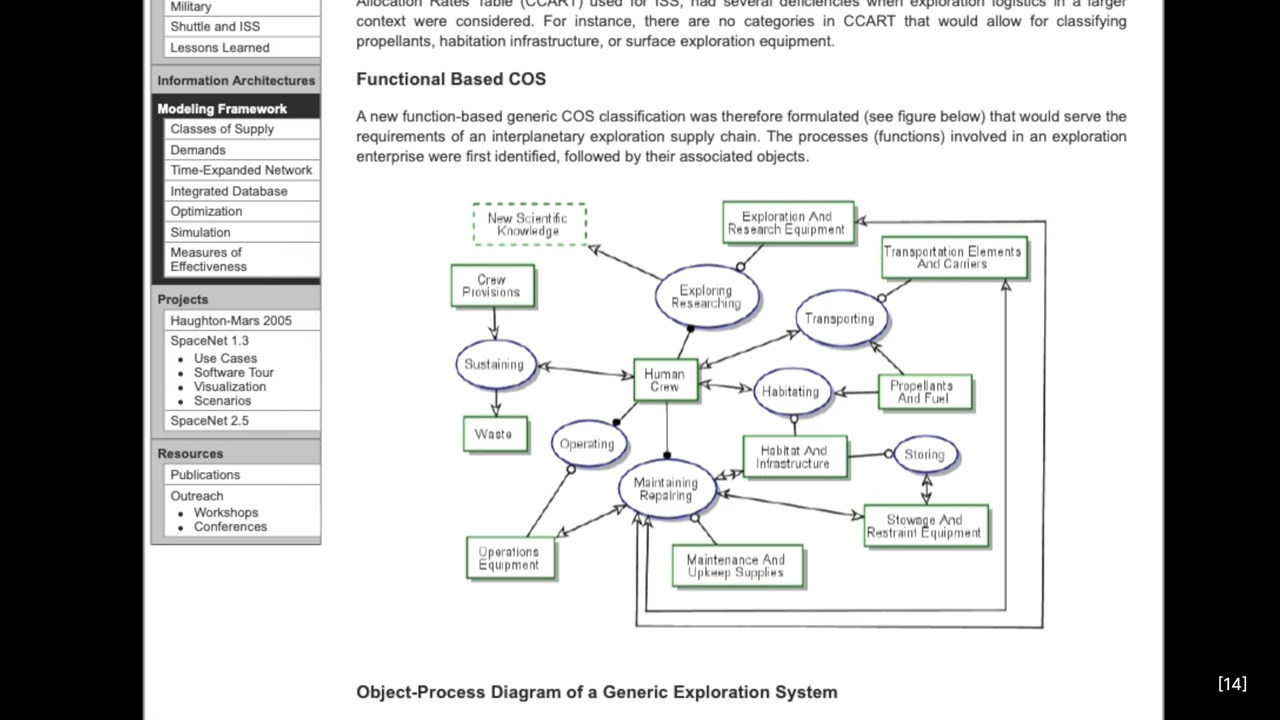 Military
Shuttle and ISS
Lessons Learned
Information Architectures
Modeling Framework
Classes of Supply
Demands
Time-Expanded Network
Integrated Database
Optimization
Simulation
Measures of
Effectiveness
Projects
Haughton-Mars 2005
SpaceNet 1.3
• Use Cases
• Software Tour
• Visualization
• Scenarios
SpaceNet 2.5
Resources
Publications
Outreach
• Workshops
• Conferences
Allocation Rates Table (CCART) used for ISS, had several deficiencies when exploration logistics in a larger
context were considered. For instance, there are no categories in CCART that would allow for classifying
propellants, habitation infrastructure, or surface exploration equipment.
Functional Based COS
A new function-based generic COS classification was therefore formulated (see figure below) that would serve the
requirements of an interplanetary exploration supply chain. The processes (functions) involved in an exploration
enterprise were first identified, followed by their associated objects.
New Scientific
Knowledge
Exploration And
Research Equipment
Transportation Elements
And Carriers
Crew
Provisions
Exploring
Researching
Transporting
Sustaining
Human
Crew
Habitating
Propellants
And Fuel
Waste
Operating
Habitat And
Infrastructure
Storing
Maintaining
Repairing
Stowage And
Restraint Equipment
Operations
Equipment
Maintenance And
Upkeep Supplies
Object-Process Diagram of a Generic Exploration System
[14]